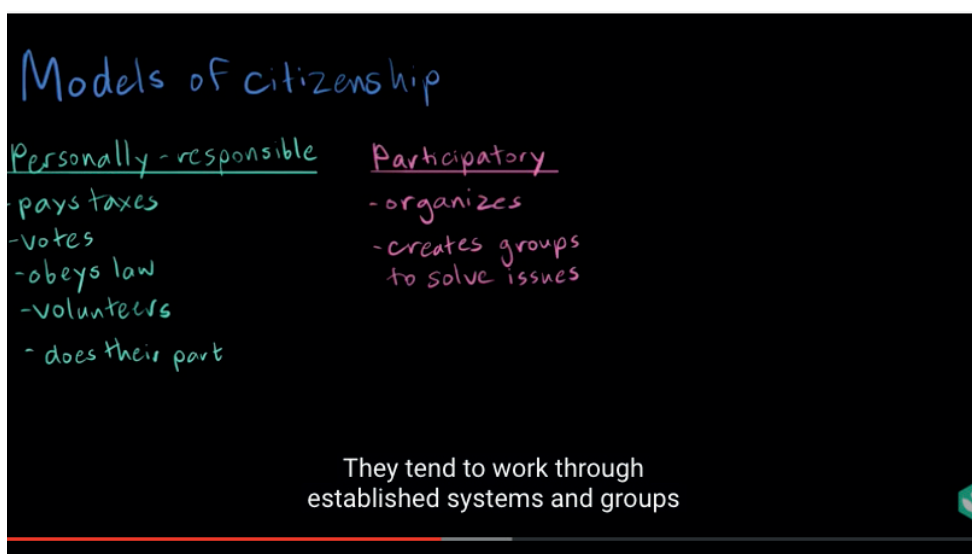 Models of citizenship
Personally-responsible
- pays taxes
- votes
- obeys law
- volunteers
- does their part
Participatory
- organizes
- creates groups
to solve issues
They tend to work through
established systems and groups